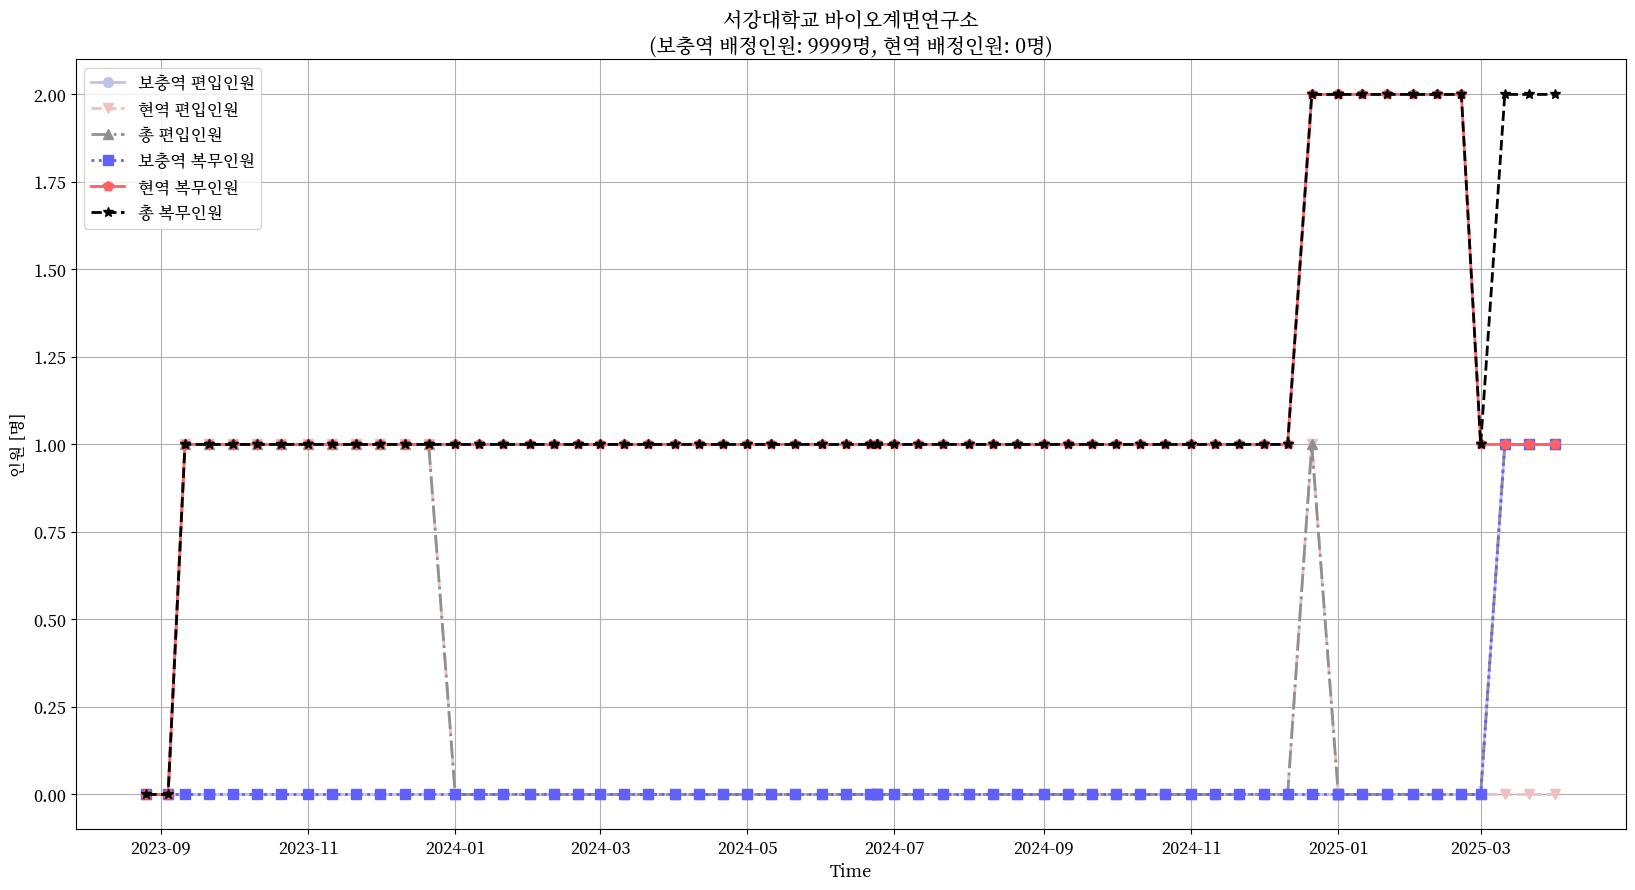 서강대학교 바이오계면연구소
(보충역 배정인원: 9999명, 현역 배정인원: 0명)
보충역 편입인원
현역 편입인원
총 편입인원
보충역 복무인원
현역 복무인원
총 복무인원
2.00
1.75
1.50
1.25
1.00
0.75
0.50
0.25
0.00
인원 [명]
2023-09
2023-11
2024-01
2024-03
2024-05
2024-07
2024-09
2024-11
2025-01
2025-03
Time